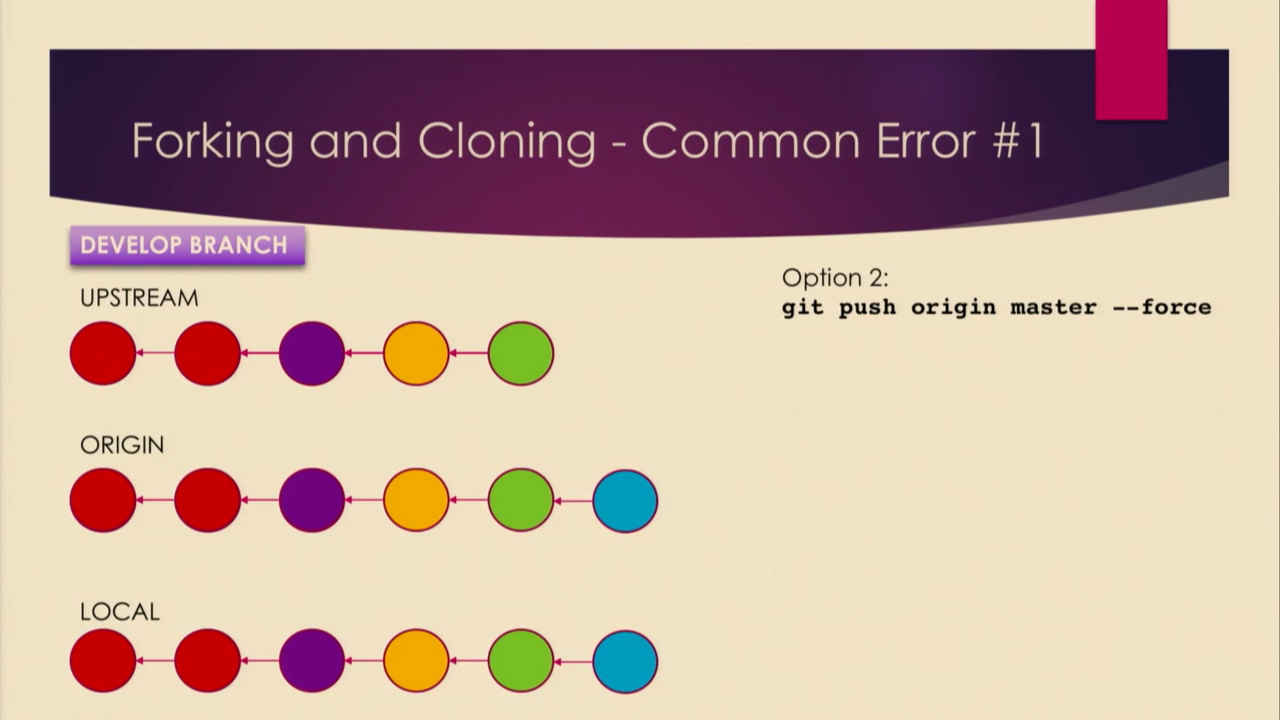 Forking and Cloning - Common Error #1
DEVELOP BRANCH
UPSTREAM
Option 2:
git push origin master --force
ORIGIN
LOCAL